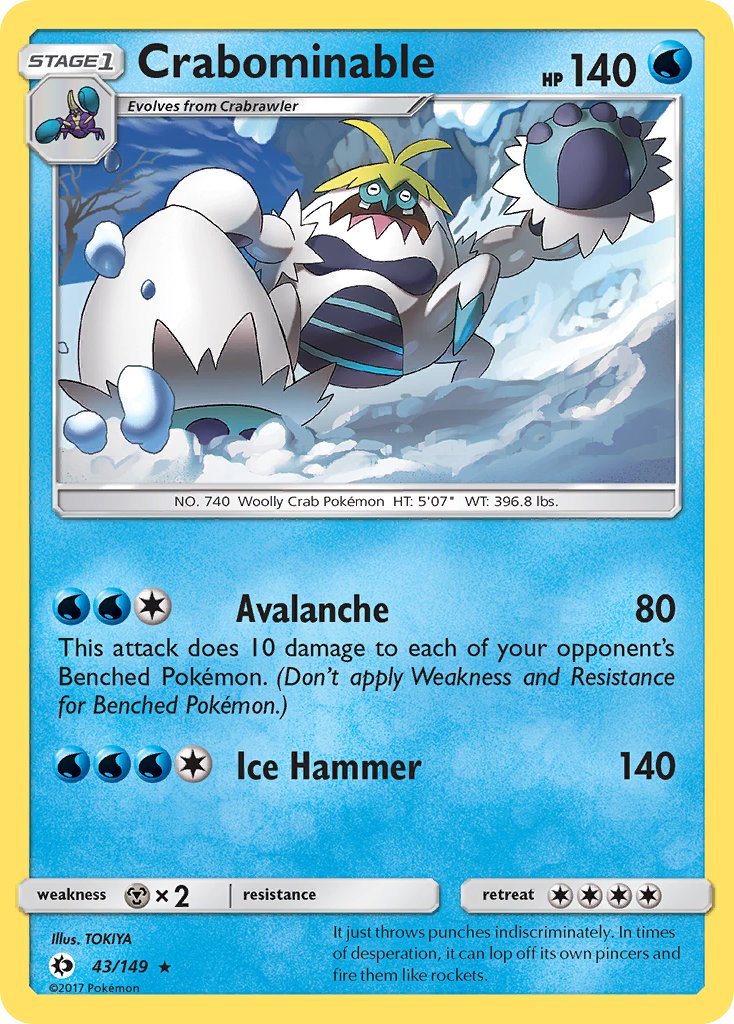 STAGE 1
Crabominable
HP 140
Evolves from Crabrawler
NO. 740 Woolly Crab Pokémon HT: 5'07" WT: 396.8 lbs.
Avalanche 80
This attack does 10 damage to each of your opponent's
Benched Pokémon. (Don't apply Weakness and Resistance
for Benched Pokémon.)
Ice Hammer 140
weakness × 2 resistance retreat
Illus. TOKIYA
43/149 ★
©2017 Pokémon
It just throws punches indiscriminately. In times
of desperation, it can lop off its own pincers and
fire them like rockets.